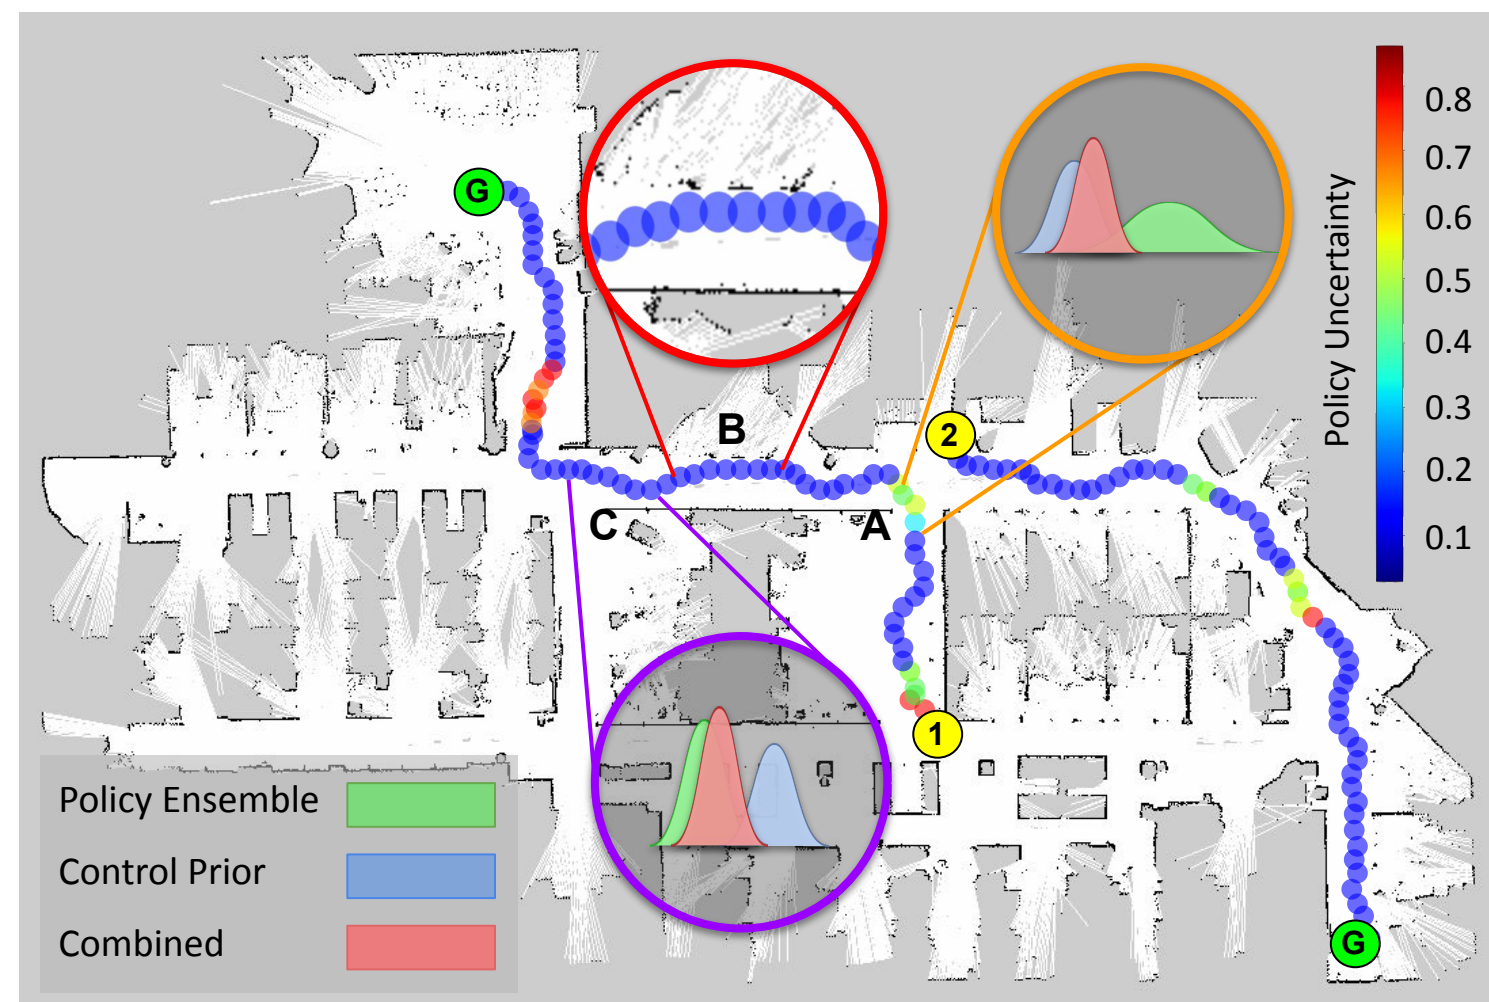 G
B
2
C
A
1
G
Policy Ensemble
Control Prior
Combined
Policy Uncertainty
0.8
0.7
0.6
0.5
0.4
0.3
0.2
0.1